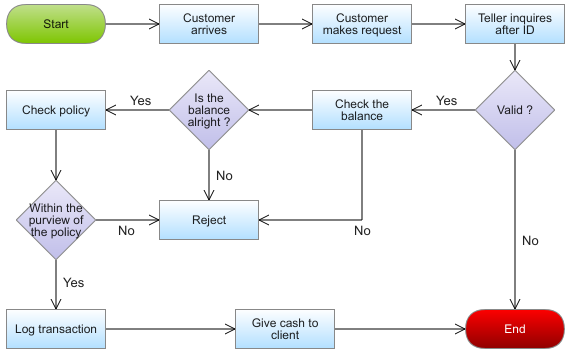 Start
Customer
arrives
Customer
makes request
Teller inquires
after ID
Check policy
Yes
Is the
balance
alright ?
Check the
balance
Yes
Valid ?
No
Within the
purview of
the policy
No
Reject
No
No
Yes
Log transaction
Give cash to
client
End